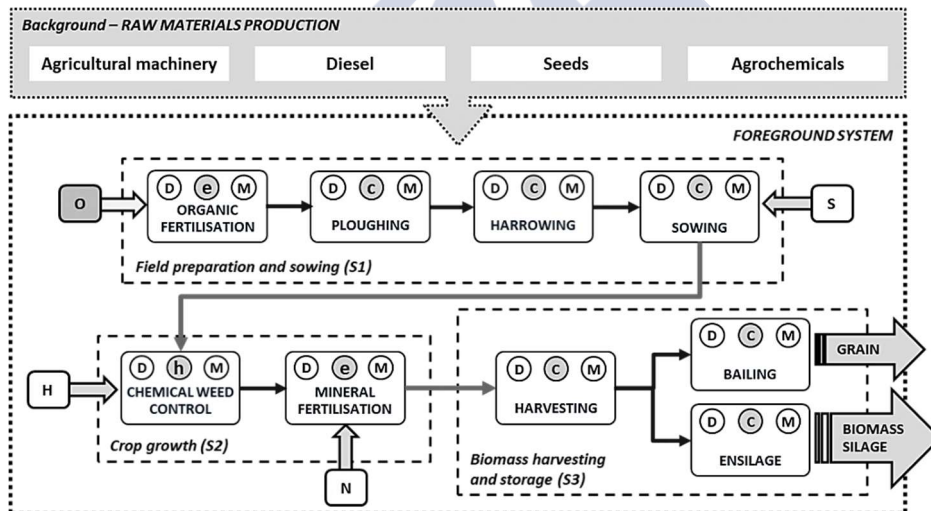 Background – RAW MATERIALS PRODUCTION
Agricultural machinery
Diesel
Seeds
Agrochemicals
FOREGROUND SYSTEM
O
D e M
ORGANIC
FERTILISATION
D C M
PLOUGHING
D C M
HARROWING
D C M
SOWING
S
Field preparation and sowing (S1)
H
D h M
CHEMICAL WEED
CONTROL
D e M
MINERAL
FERTILISATION
N
Crop growth (S2)
D C M
HARVESTING
D C M
BAILING
D C M
ENSILAGE
Biomass harvesting
and storage (S3)
GRAIN
BIOMASS
SILAGE